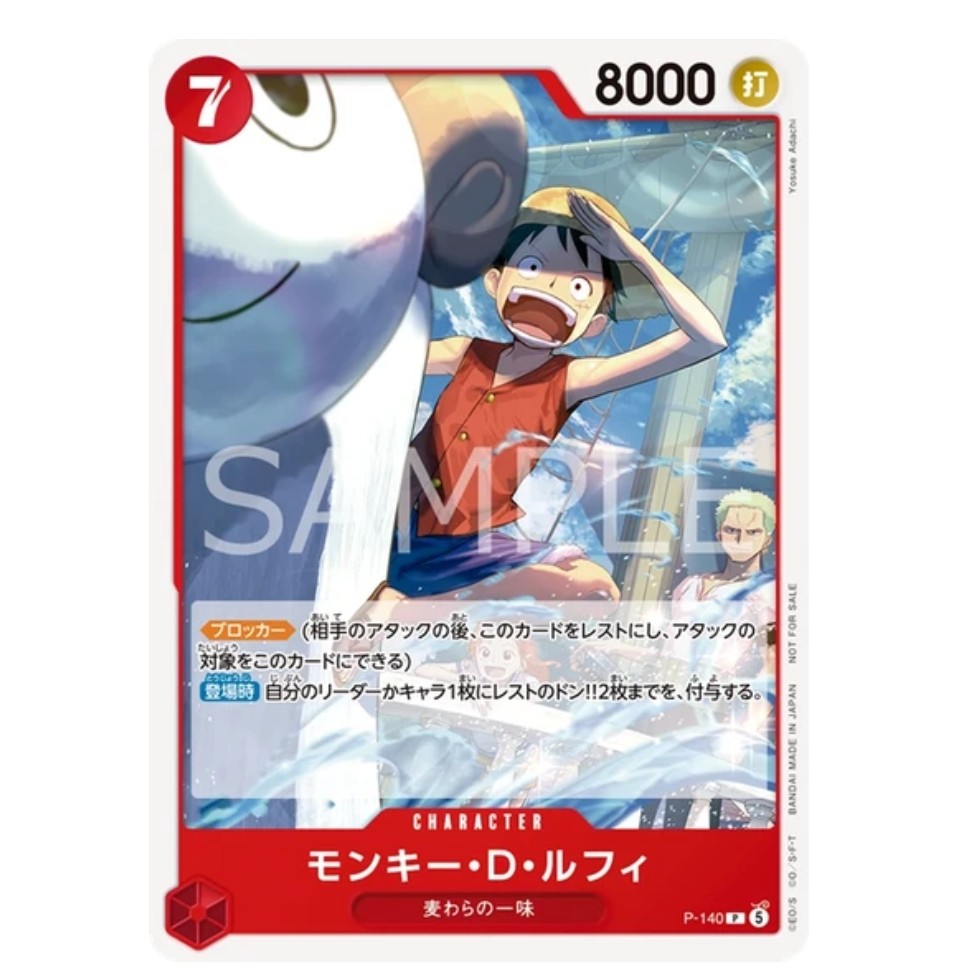 7
8000
打
Yosuke Adachi
SAMPLE
ブロッカー (相手のアタックの後、このカードをレストにし、アタックの
対象をこのカードにできる)
登場時 自分のリーダーかキャラ1枚にレストのドン!!2枚までを、付与する。
CHARACTER
モンキー・D・ルフィ
麦わらの一味
P-140 P 5
©EO/S ©O/S・F・T BANDAI MADE IN JAPAN NOT FOR SALE